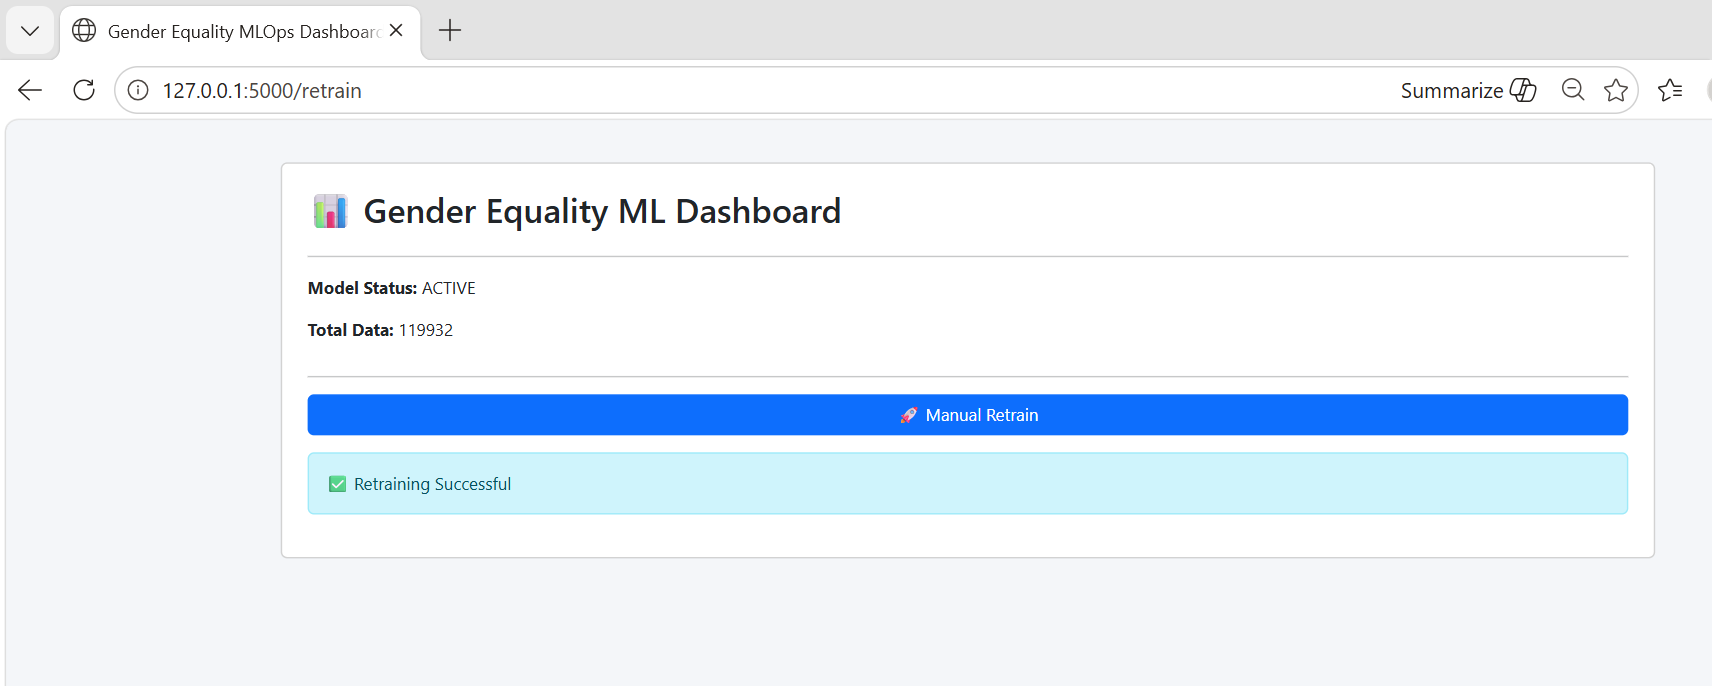 Gender Equality MLOps Dashboard
127.0.0.1:5000/retrain
Summarize
Gender Equality ML Dashboard
Model Status: ACTIVE
Total Data: 119932
Manual Retrain
Retraining Successful